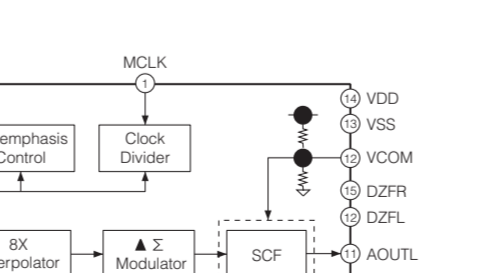 MCLK
1
14 VDD
13 VSS
12 VCOM
15 DZFR
12 DZFL
11 AOUTL
emphasis
Control
Clock
Divider
8X
erpolator
▲ Σ
Modulator
SCF